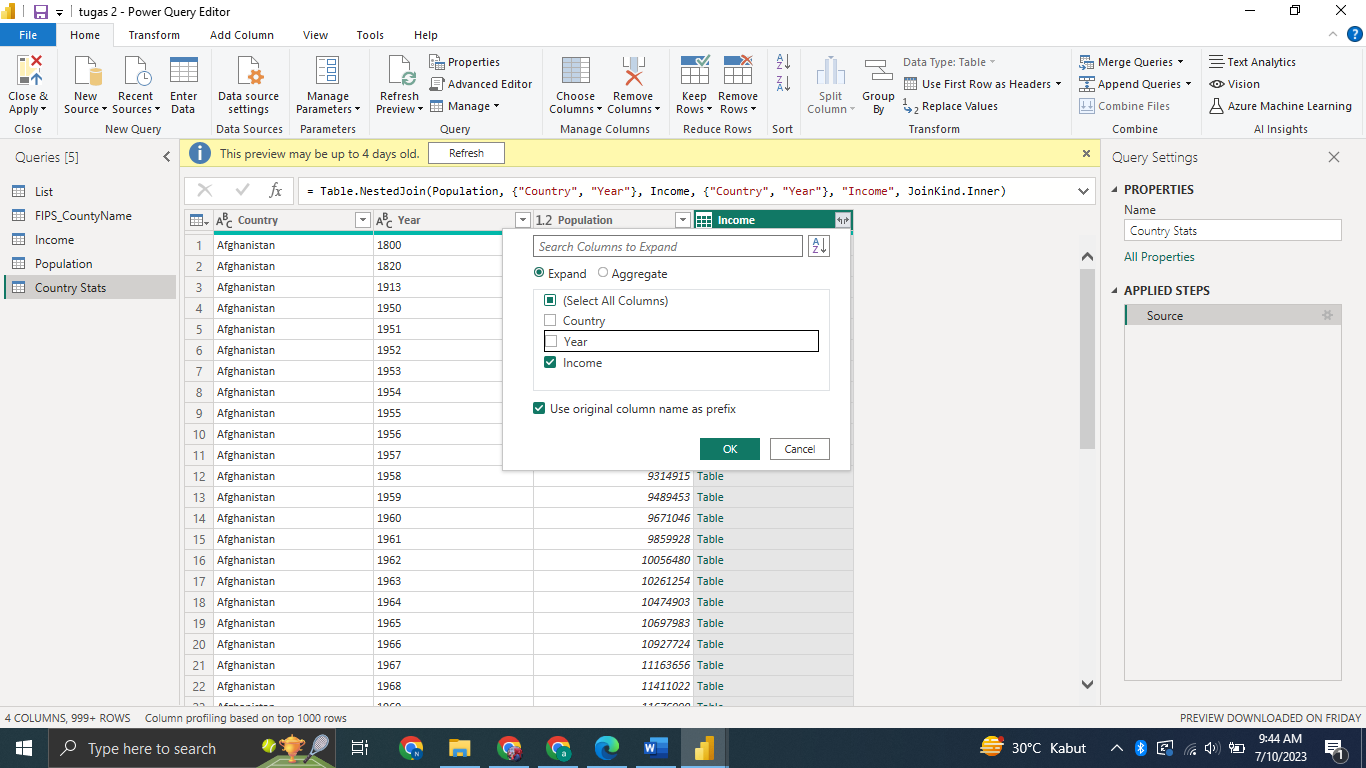 tugas 2 - Power Query Editor
File Home Transform Add Column View Tools Help
Close & Apply
New Source
Recent Sources
Enter Data
Data source settings
Manage Parameters
Refresh Preview
Properties
Advanced Editor
Manage
Choose Columns
Remove Columns
Keep Rows
Remove Rows
Split Column
Group By
Data Type: Table
Use First Row as Headers
1 2 Replace Values
Merge Queries
Append Queries
Combine Files
Text Analytics
Vision
Azure Machine Learning
Close New Query Data Sources Parameters Query Manage Columns Reduce Rows Sort Transform Combine AI Insights
Queries [5]
List
FIPS_CountyName
Income
Population
Country Stats
This preview may be up to 4 days old. Refresh
fx = Table.NestedJoin(Population, {"Country", "Year"}, Income, {"Country", "Year"}, "Income", JoinKind.Inner)
ABC Country ABC Year 1.2 Population Income
1 Afghanistan 1800
2 Afghanistan 1820
3 Afghanistan 1913
4 Afghanistan 1950
5 Afghanistan 1951
6 Afghanistan 1952
7 Afghanistan 1953
8 Afghanistan 1954
9 Afghanistan 1955
10 Afghanistan 1956
11 Afghanistan 1957
12 Afghanistan 1958 9314915 Table
13 Afghanistan 1959 9489453 Table
14 Afghanistan 1960 9671046 Table
15 Afghanistan 1961 9859928 Table
16 Afghanistan 1962 10056480 Table
17 Afghanistan 1963 10261254 Table
18 Afghanistan 1964 10474903 Table
19 Afghanistan 1965 10697983 Table
20 Afghanistan 1966 10927724 Table
21 Afghanistan 1967 11163656 Table
22 Afghanistan 1968 11411022 Table
Search Columns to Expand
Expand Aggregate
(Select All Columns)
Country
Year
Income
Use original column name as prefix
OK Cancel
Query Settings
PROPERTIES
Name
Country Stats
All Properties
APPLIED STEPS
Source
4 COLUMNS, 999+ ROWS Column profiling based on top 1000 rows PREVIEW DOWNLOADED ON FRIDAY
Type here to search
30°C Kabut
9:44 AM
7/10/2023
1